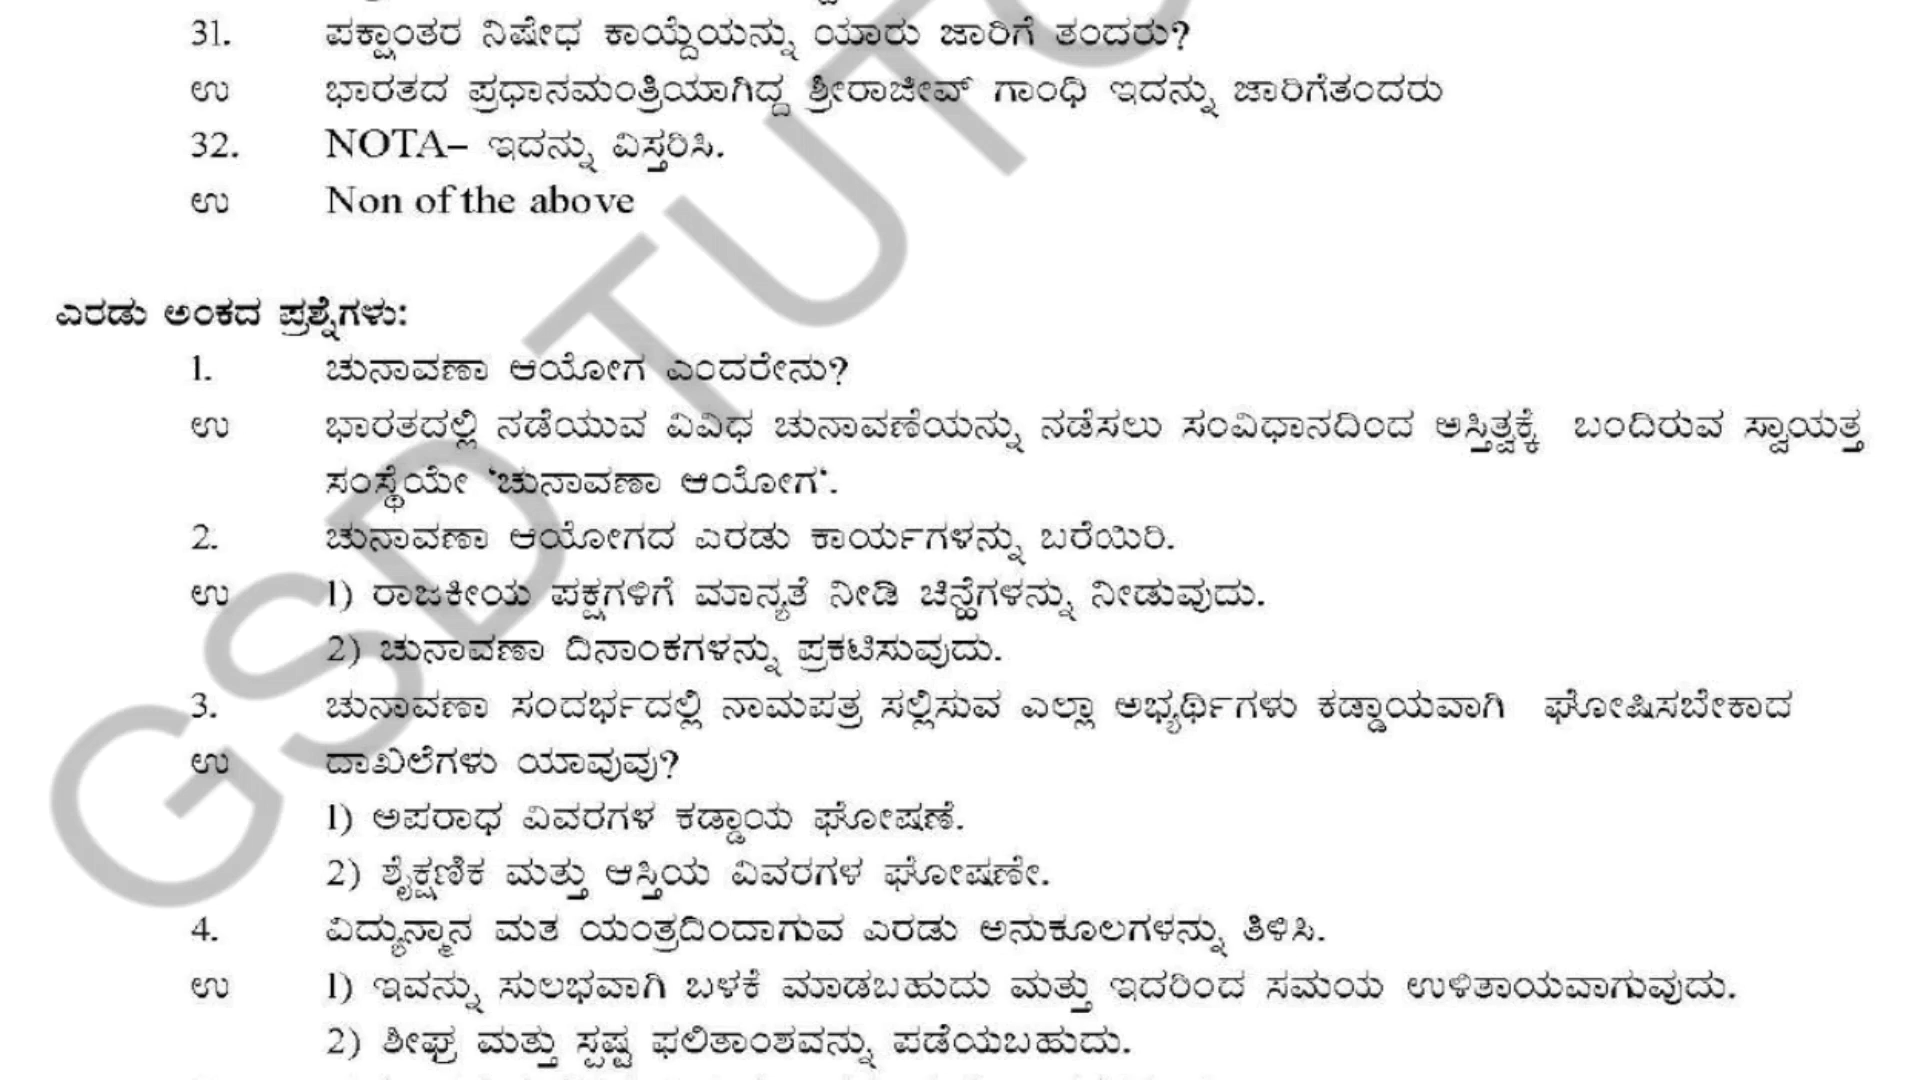 31. ಪಕ್ಷಾಂತರ ನಿಷೇಧ ಕಾಯ್ದೆಯನ್ನು ಯಾರು ಜಾರಿಗೆ ತಂದರು?
ಉ ಭಾರತದ ಪ್ರಧಾನಮಂತ್ರಿಯಾಗಿದ್ದ ಶ್ರೀರಾಜೀವ್ ಗಾಂಧಿ ಇದನ್ನು ಜಾರಿಗೆತಂದರು
32. NOTA– ಇದನ್ನು ವಿಸ್ತರಿಸಿ.
ಉ Non of the above
ಎರಡು ಅಂಕದ ಪ್ರಶ್ನೆಗಳು:
1. ಚುನಾವಣಾ ಆಯೋಗ ಎಂದರೇನು?
ಉ ಭಾರತದಲ್ಲಿ ನಡೆಯುವ ವಿವಿಧ ಚುನಾವಣೆಯನ್ನು ನಡೆಸಲು ಸಂವಿಧಾನದಿಂದ ಅಸ್ತಿತ್ವಕ್ಕೆ ಬಂದಿರುವ ಸ್ವಾಯತ್ತ
ಸಂಸ್ಥೆಯೇ 'ಚುನಾವಣಾ ಆಯೋಗ'.
2. ಚುನಾವಣಾ ಆಯೋಗದ ಎರಡು ಕಾರ್ಯಗಳನ್ನು ಬರೆಯಿರಿ.
ಉ 1) ರಾಜಕೀಯ ಪಕ್ಷಗಳಿಗೆ ಮಾನ್ಯತೆ ನೀಡಿ ಚಿನ್ಹೆಗಳನ್ನು ನೀಡುವುದು.
2) ಚುನಾವಣಾ ದಿನಾಂಕಗಳನ್ನು ಪ್ರಕಟಿಸುವುದು.
3. ಚುನಾವಣಾ ಸಂದರ್ಭದಲ್ಲಿ ನಾಮಪತ್ರ ಸಲ್ಲಿಸುವ ಎಲ್ಲಾ ಅಭ್ಯರ್ಥಿಗಳು ಕಡ್ಡಾಯವಾಗಿ ಘೋಷಿಸಬೇಕಾದ
ಉ ದಾಖಲೆಗಳು ಯಾವುವು?
1) ಅಪರಾಧ ವಿವರಗಳ ಕಡ್ಡಾಯ ಘೋಷಣೆ.
2) ಶೈಕ್ಷಣಿಕ ಮತ್ತು ಆಸ್ತಿಯ ವಿವರಗಳ ಘೋಷಣೇ.
4. ವಿದ್ಯುನ್ಮಾನ ಮತ ಯಂತ್ರದಿಂದಾಗುವ ಎರಡು ಅನುಕೂಲಗಳನ್ನು ತಿಳಿಸಿ.
ಉ 1) ಇವನ್ನು ಸುಲಭವಾಗಿ ಬಳಕೆ ಮಾಡಬಹುದು ಮತ್ತು ಇದರಿಂದ ಸಮಯ ಉಳಿತಾಯವಾಗುವುದು.
2) ಶೀಘ್ರ ಮತ್ತು ಸ್ಪಷ್ಟ ಫಲಿತಾಂಶವನ್ನು ಪಡೆಯಬಹುದು.
GSD TUTO